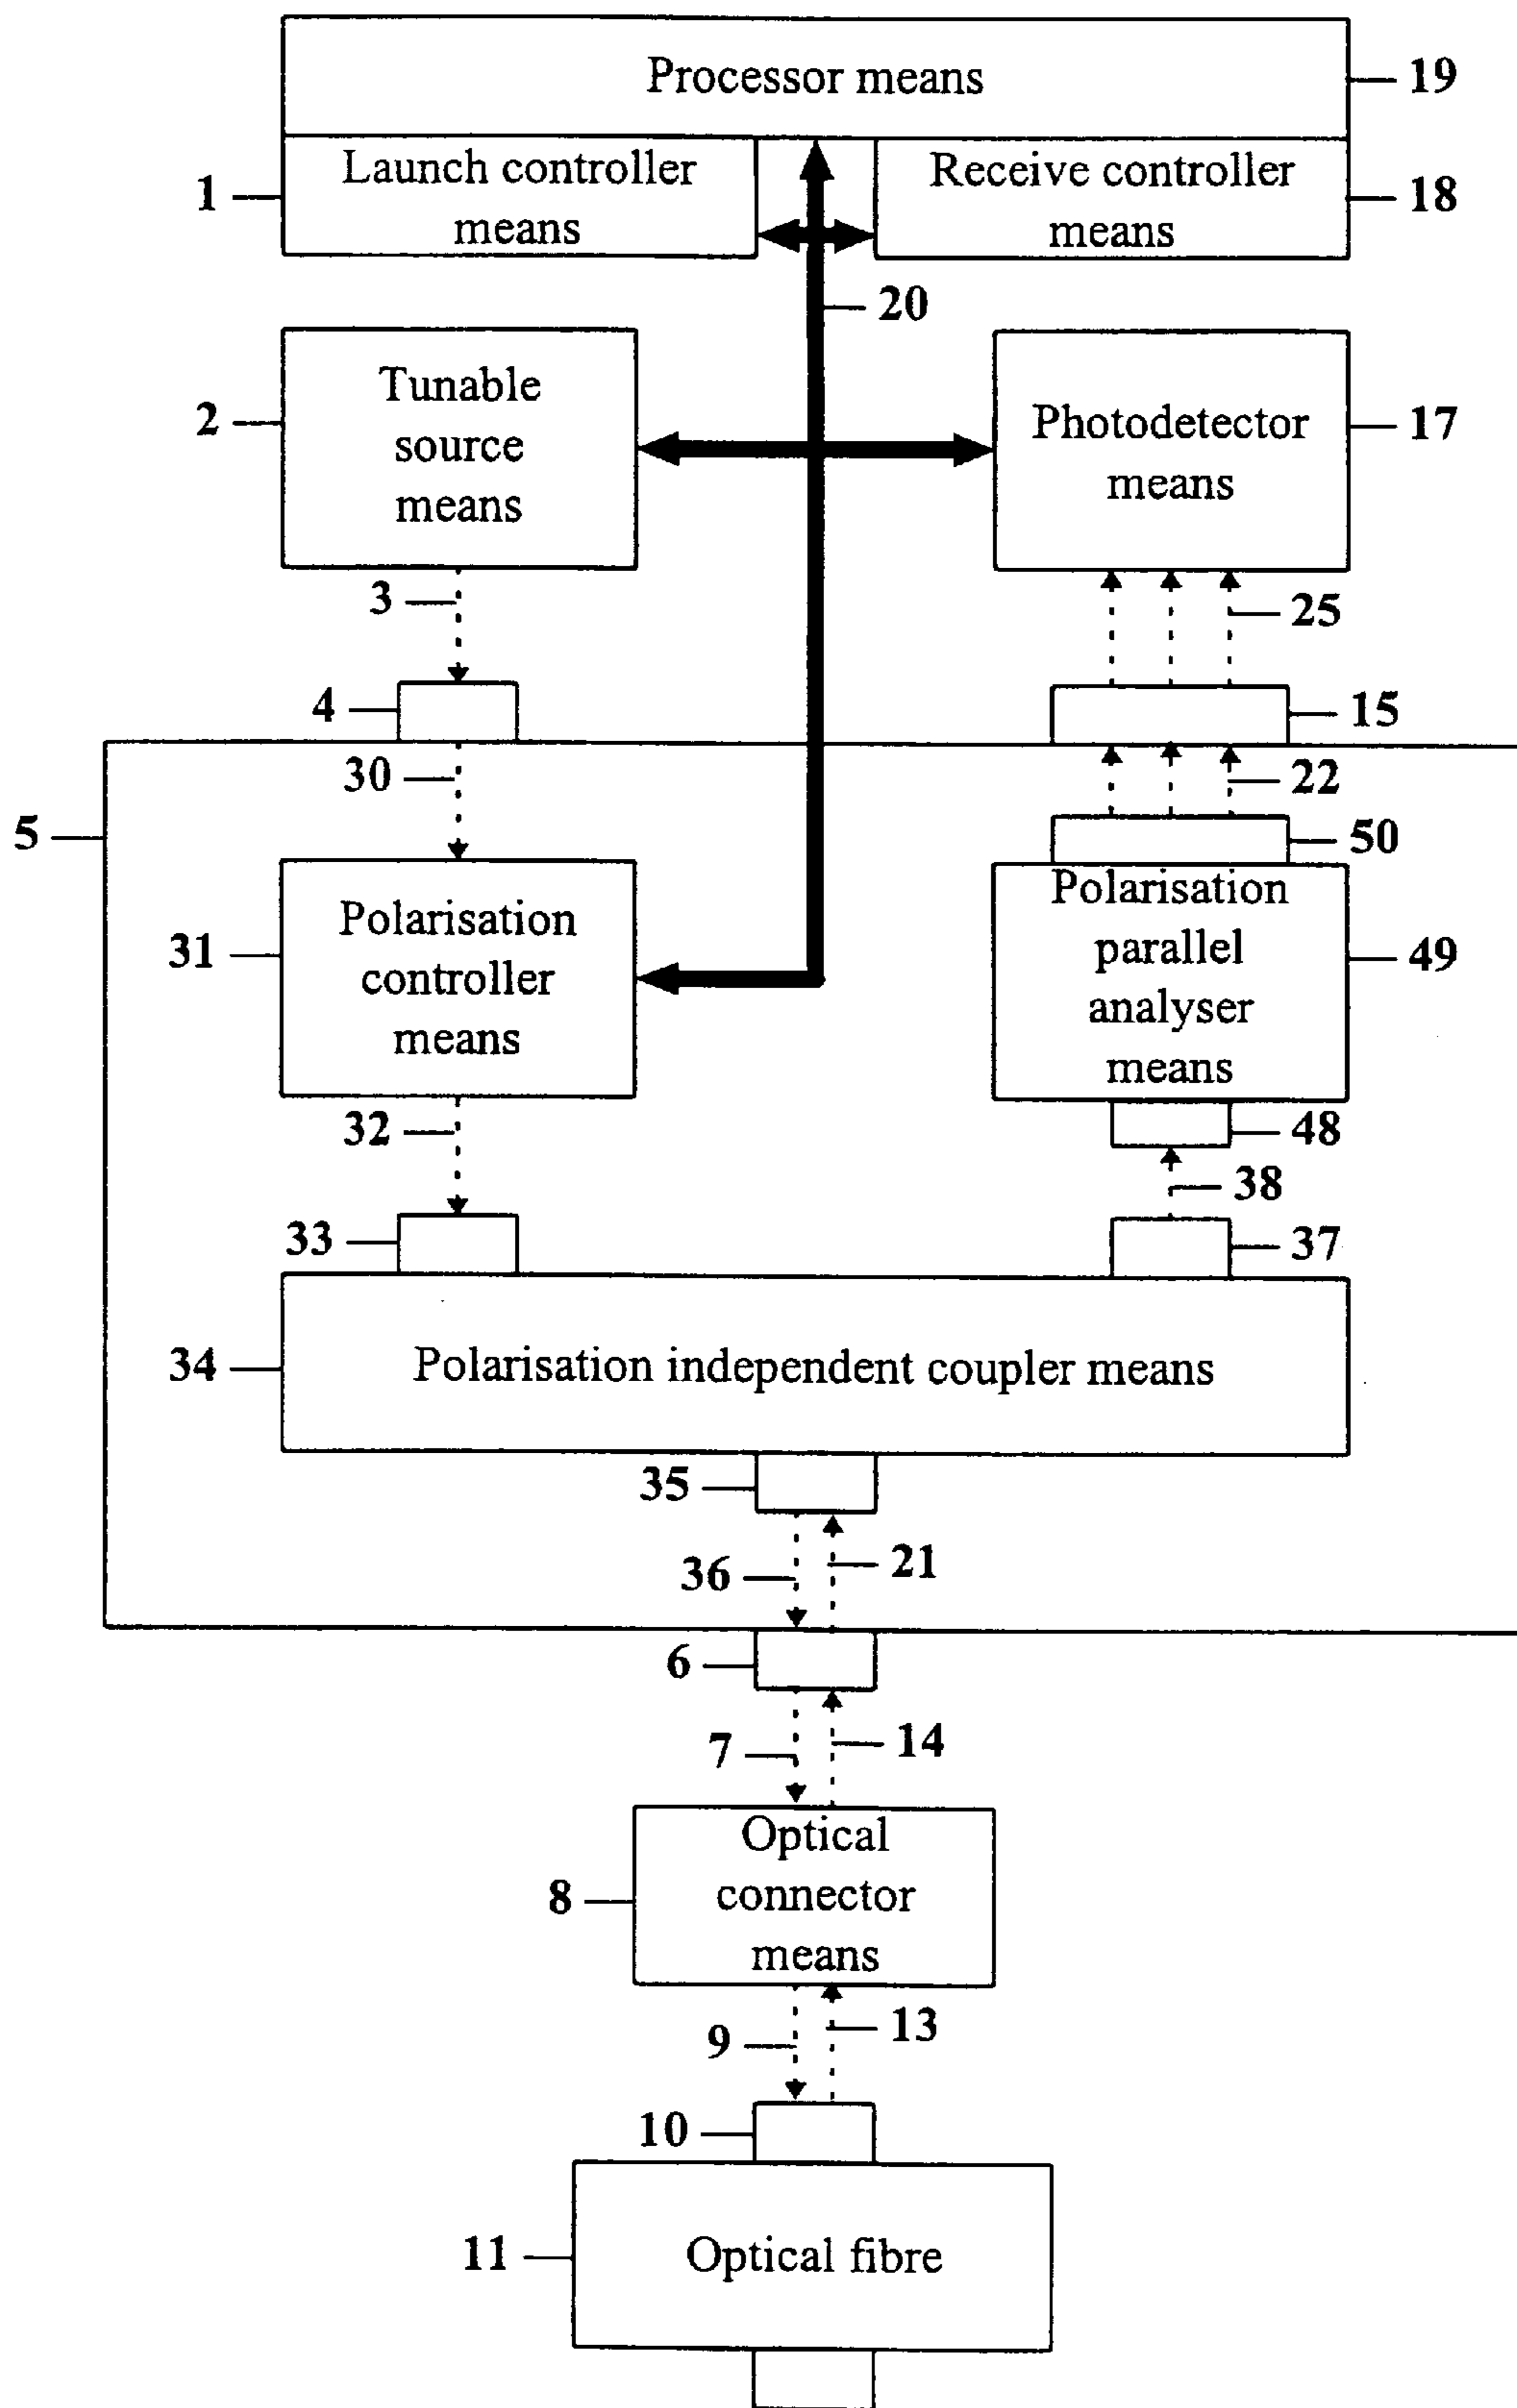 Processor means
19
Launch controller
means
1
Receive controller
means
18
20
Tunable
source
means
2
Photodetector
means
17
3
25
4
15
30
22
5
50
Polarisation
controller
means
31
Polarisation
parallel
analyser
means
49
32
48
38
33
37
34
Polarisation independent coupler means
35
36
21
6
7
14
Optical
connector
means
8
9
13
10
11
Optical fibre